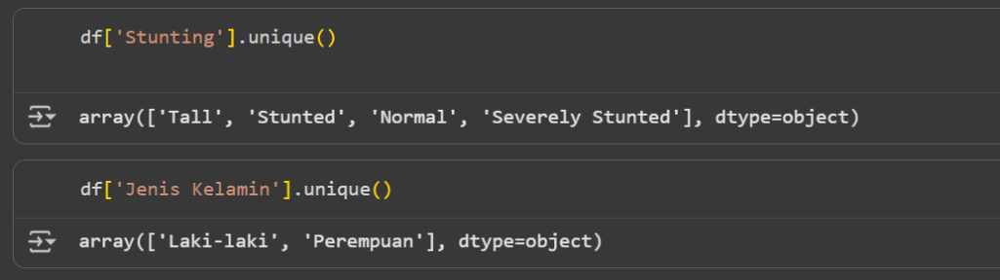 df['Stunting'].unique()
array(['Tall', 'Stunted', 'Normal', 'Severely Stunted'], dtype=object)
df['Jenis Kelamin'].unique()
array(['Laki-laki', 'Perempuan'], dtype=object)